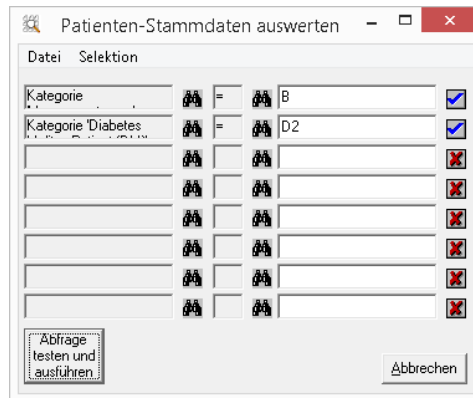 Patienten-Stammdaten auswerten
Datei Selektion
Kategorie = B
Kategorie 'Diabetes = D2
Abfrage
testen und
ausführen
Abbrechen